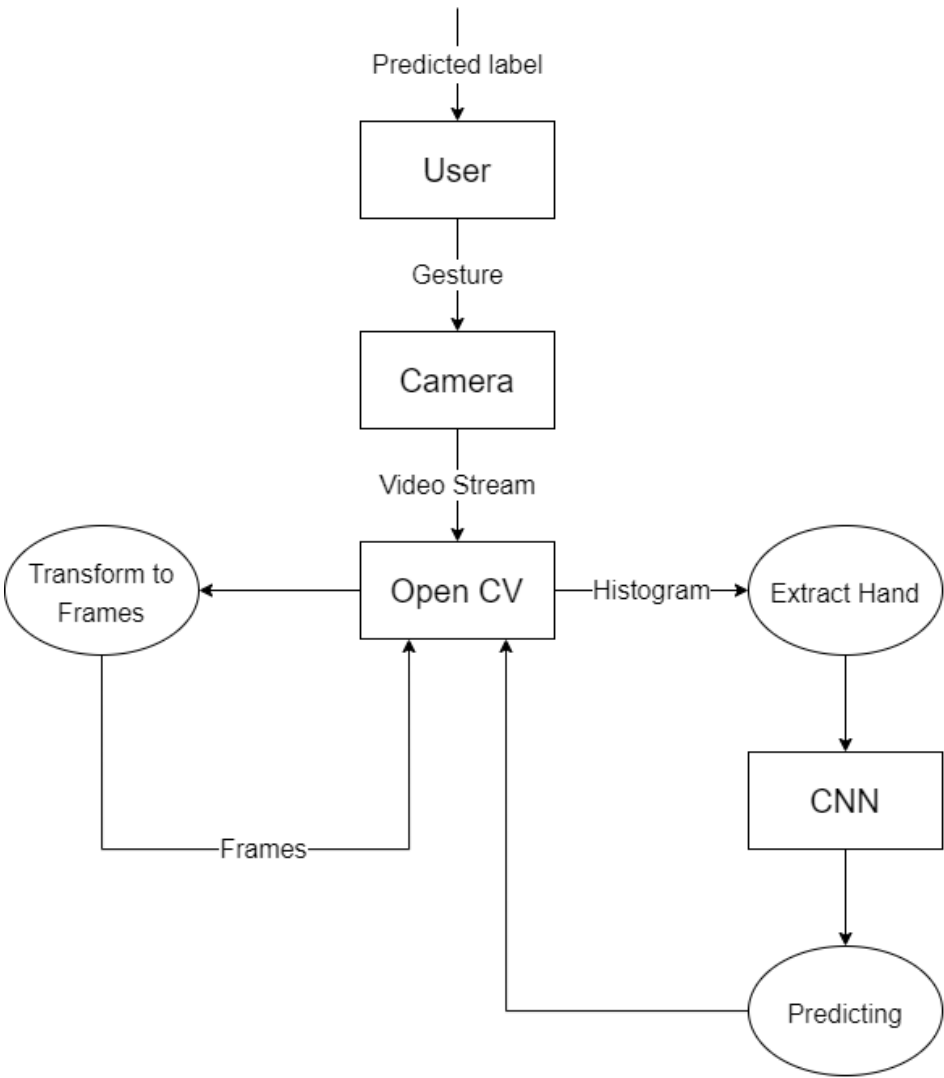 Predicted label
User
Gesture
Camera
Video Stream
Transform to
Frames
Open CV
Histogram
Extract Hand
CNN
Frames
Predicting